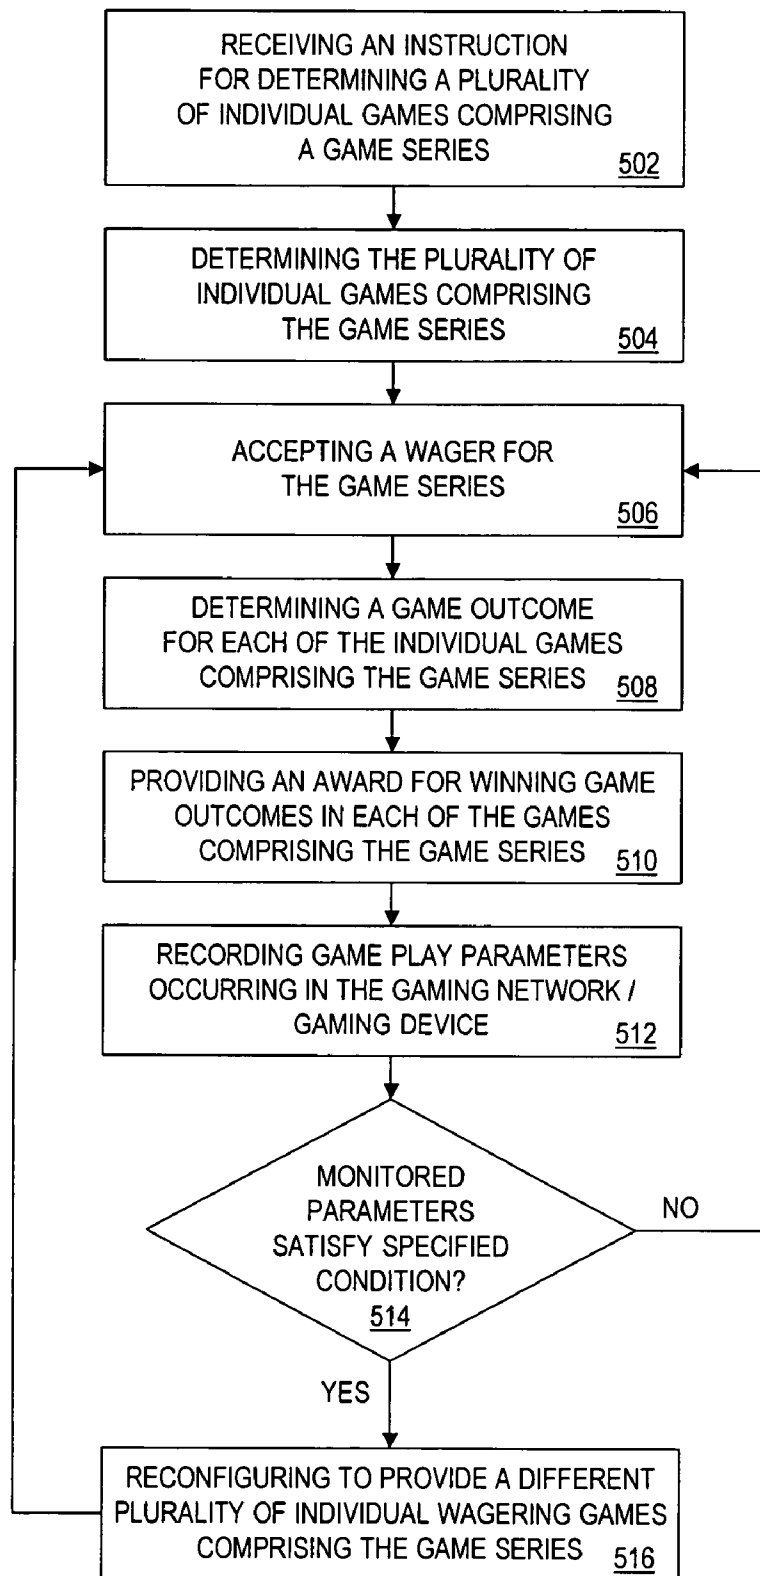 RECEIVING AN INSTRUCTION
FOR DETERMINING A PLURALITY
OF INDIVIDUAL GAMES COMPRISING
A GAME SERIES
502
DETERMINING THE PLURALITY OF
INDIVIDUAL GAMES COMPRISING
THE GAME SERIES
504
ACCEPTING A WAGER FOR
THE GAME SERIES
506
DETERMINING A GAME OUTCOME
FOR EACH OF THE INDIVIDUAL GAMES
COMPRISING THE GAME SERIES
508
PROVIDING AN AWARD FOR WINNING GAME
OUTCOMES IN EACH OF THE GAMES
COMPRISING THE GAME SERIES
510
RECORDING GAME PLAY PARAMETERS
OCCURRING IN THE GAMING NETWORK /
GAMING DEVICE
512
MONITORED
PARAMETERS
SATISFY SPECIFIED
CONDITION?
514
NO
YES
RECONFIGURING TO PROVIDE A DIFFERENT
PLURALITY OF INDIVIDUAL WAGERING GAMES
COMPRISING THE GAME SERIES
516